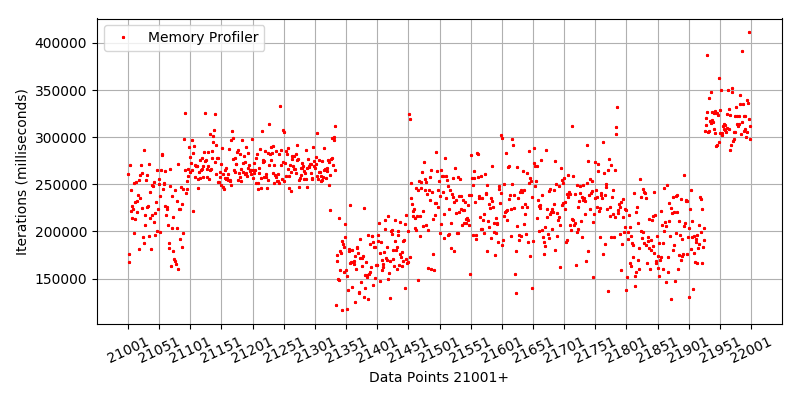 Memory Profiler
400000
350000
300000
250000
200000
150000
Iterations (milliseconds)
21001 21051 21101 21151 21201 21251 21301 21351 21401 21451 21501 21551 21601 21651 21701 21751 21801 21851 21901 21951 22001
Data Points 21001+